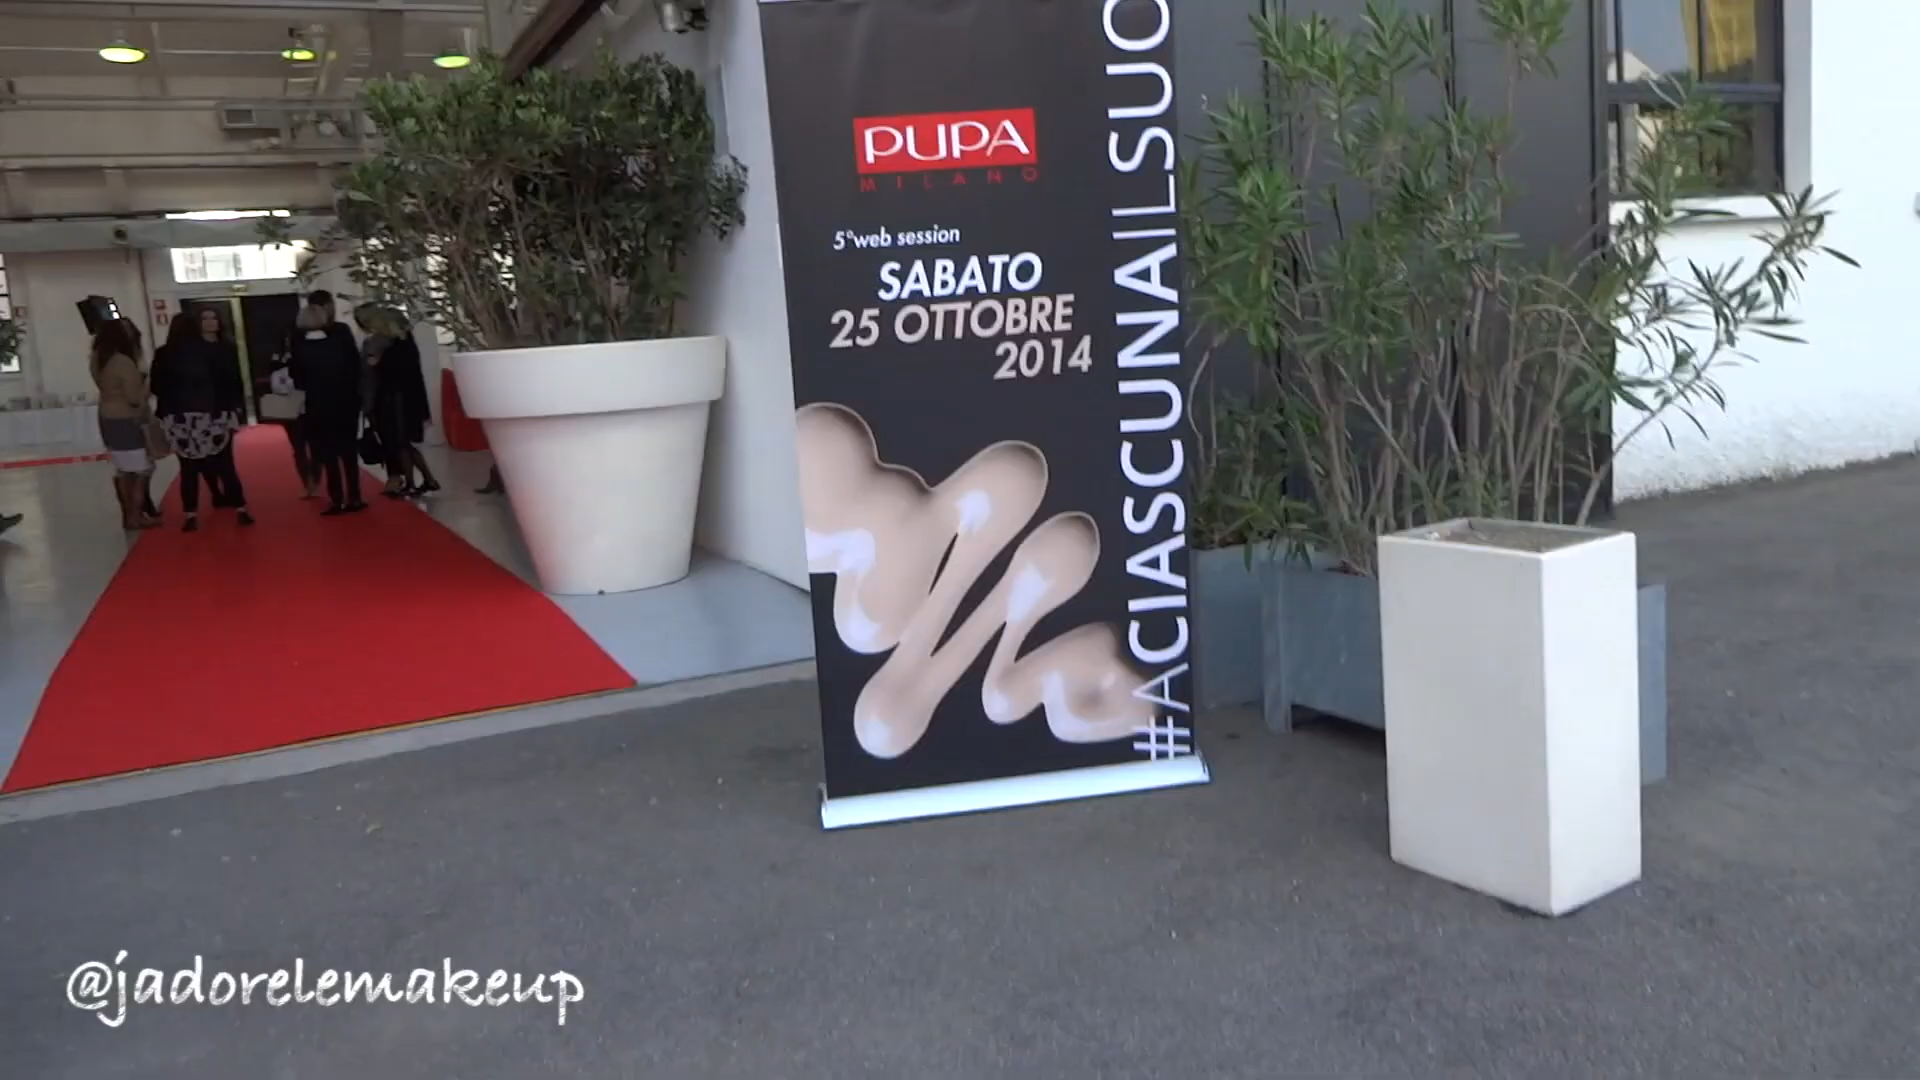 PUPA
MILANO
5°web session
SABATO
25 OTTOBRE
2014
#ACIASCUNAILSUO
@jadorelemakeup